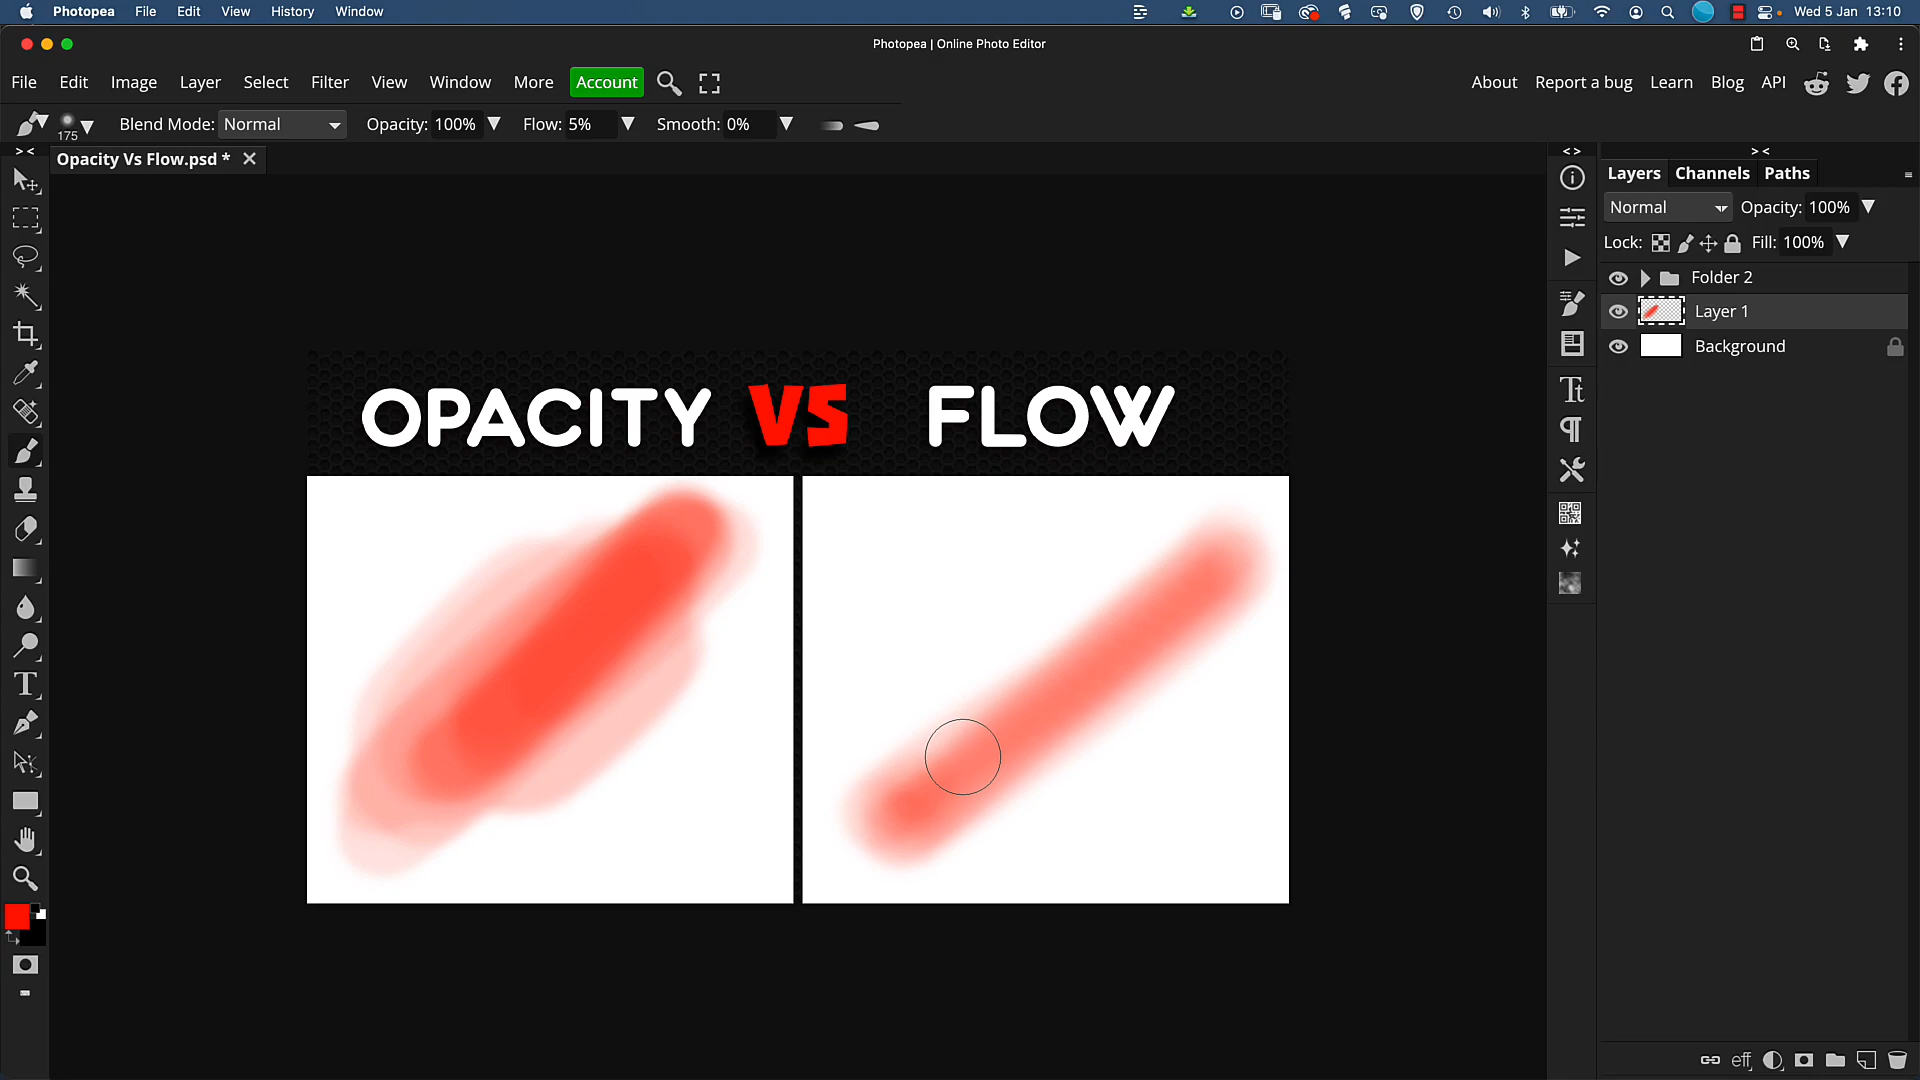 Photopea File Edit View History Window Wed 5 Jan 13:10
Photopea | Online Photo Editor
File Edit Image Layer Select Filter View Window More Account About Report a bug Learn Blog API
175 Blend Mode: Normal Opacity: 100% Flow: 5% Smooth: 0%
Opacity Vs Flow.psd *
Layers Channels Paths
Normal Opacity: 100%
Lock: Fill: 100%
Folder 2
Layer 1
Background
OPACITY VS FLOW
eff